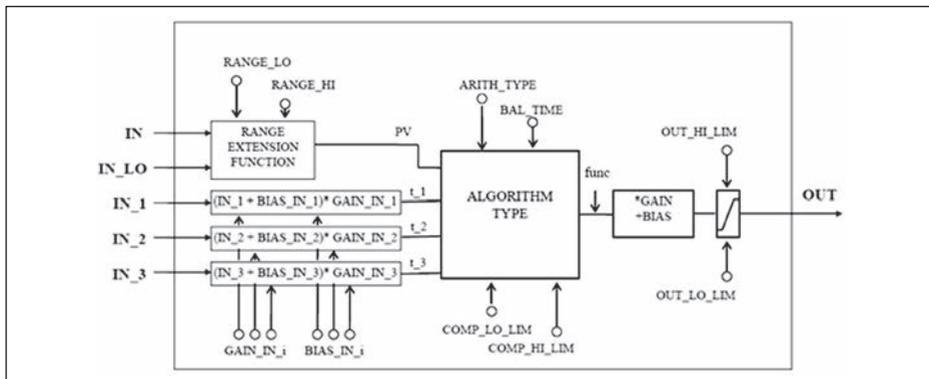 RANGE_LO
RANGE_HI
ARITH_TYPE
BAL_TIME
IN
RANGE
EXTENSION
FUNCTION
PV
OUT_HI_LIM
IN_LO
func
IN_1
(IN_1 + BIAS_IN_1)* GAIN_IN_1
t_1
ALGORITHM
TYPE
*GAIN
+BIAS
OUT
IN_2
(IN_2 + BIAS_IN_2)* GAIN_IN_2
t_2
IN_3
(IN_3 + BIAS_IN_3)* GAIN_IN_3
t_3
OUT_LO_LIM
GAIN_IN_i
BIAS_IN_i
COMP_LO_LIM
COMP_HI_LIM